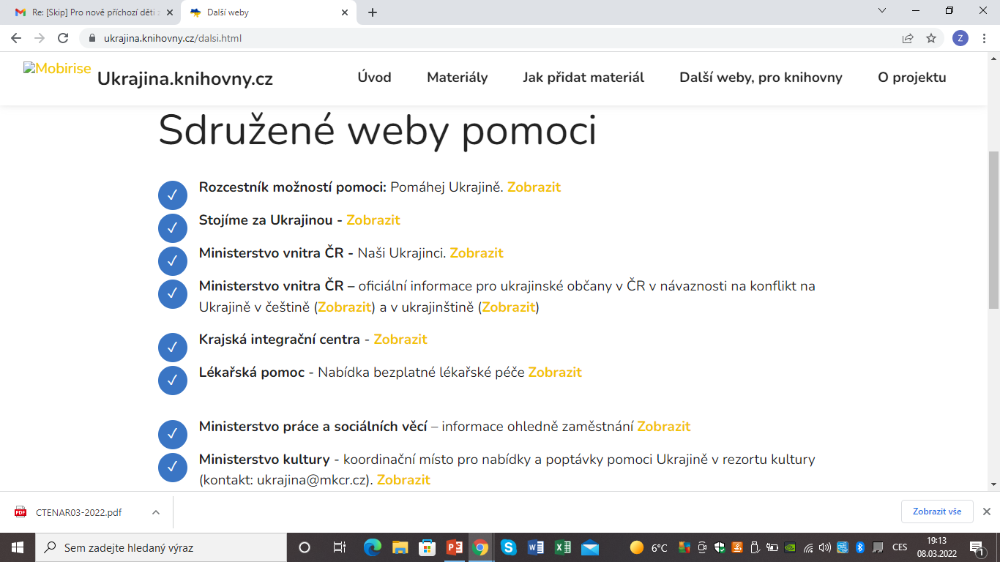 Re: [Skip] Pro nově příchozí děti z
Další weby
ukrajina.knihovny.cz/dalsi.html
Z
Mobirise
Ukrajina.knihovny.cz
Úvod
Materiály
Jak přidat materiál
Další weby, pro knihovny
O projektu
Sdružené weby pomoci
Rozcestník možností pomoci: Pomáhej Ukrajině. Zobrazit
Stojíme za Ukrajinou - Zobrazit
Ministerstvo vnitra ČR - Naši Ukrajinci. Zobrazit
Ministerstvo vnitra ČR – oficiální informace pro ukrajinské občany v ČR v návaznosti na konflikt na
Ukrajině v češtině (Zobrazit) a v ukrajinštině (Zobrazit)
Krajská integrační centra - Zobrazit
Lékařská pomoc - Nabídka bezplatné lékařské péče Zobrazit
Ministerstvo práce a sociálních věcí – informace ohledně zaměstnání Zobrazit
Ministerstvo kultury - koordinační místo pro nabídky a poptávky pomoci Ukrajině v rezortu kultury
(kontakt: ukrajina@mkcr.cz). Zobrazit
PDF
CTENAR03-2022.pdf
Zobrazit vše
Sem zadejte hledaný výraz
6°C
CES
19:13
08.03.2022
1